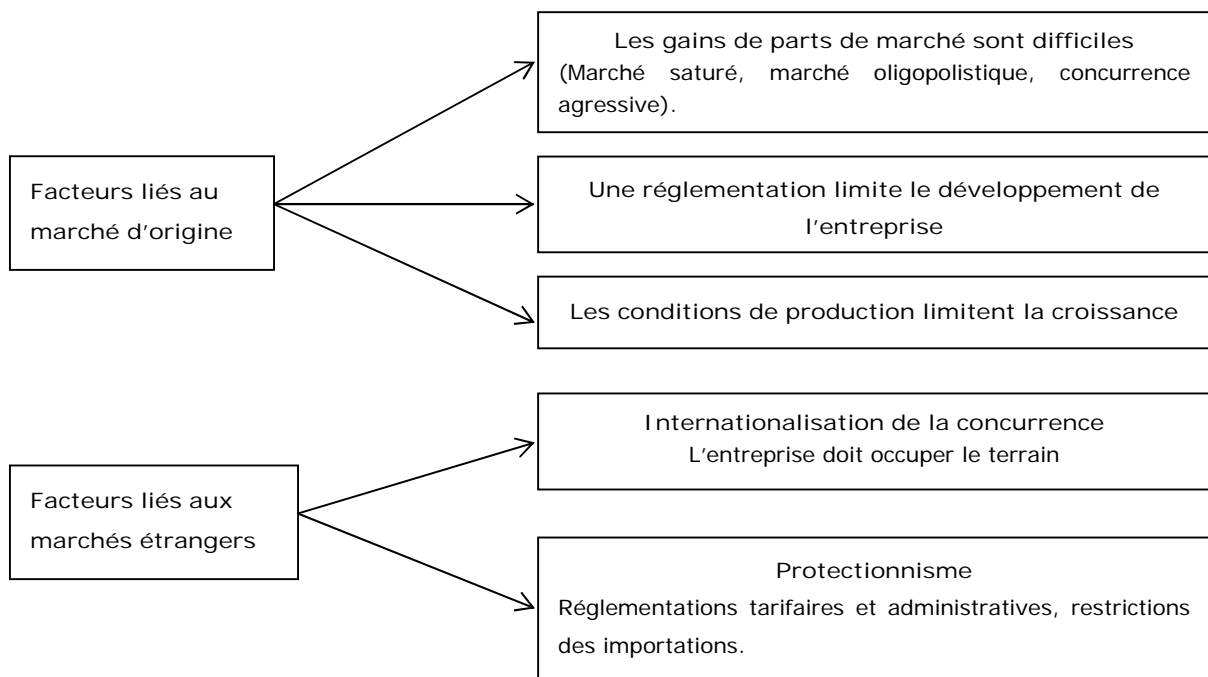 Les gains de parts de marché sont difficiles
(Marché saturé, marché oligopolistique, concurrence
agressive).
Facteurs liés au
marché d'origine
Une réglementation limite le développement de
l'entreprise
Les conditions de production limitent la croissance
Internationalisation de la concurrence
L'entreprise doit occuper le terrain
Facteurs liés aux
marchés étrangers
Protectionnisme
Réglementations tarifaires et administratives, restrictions
des importations.